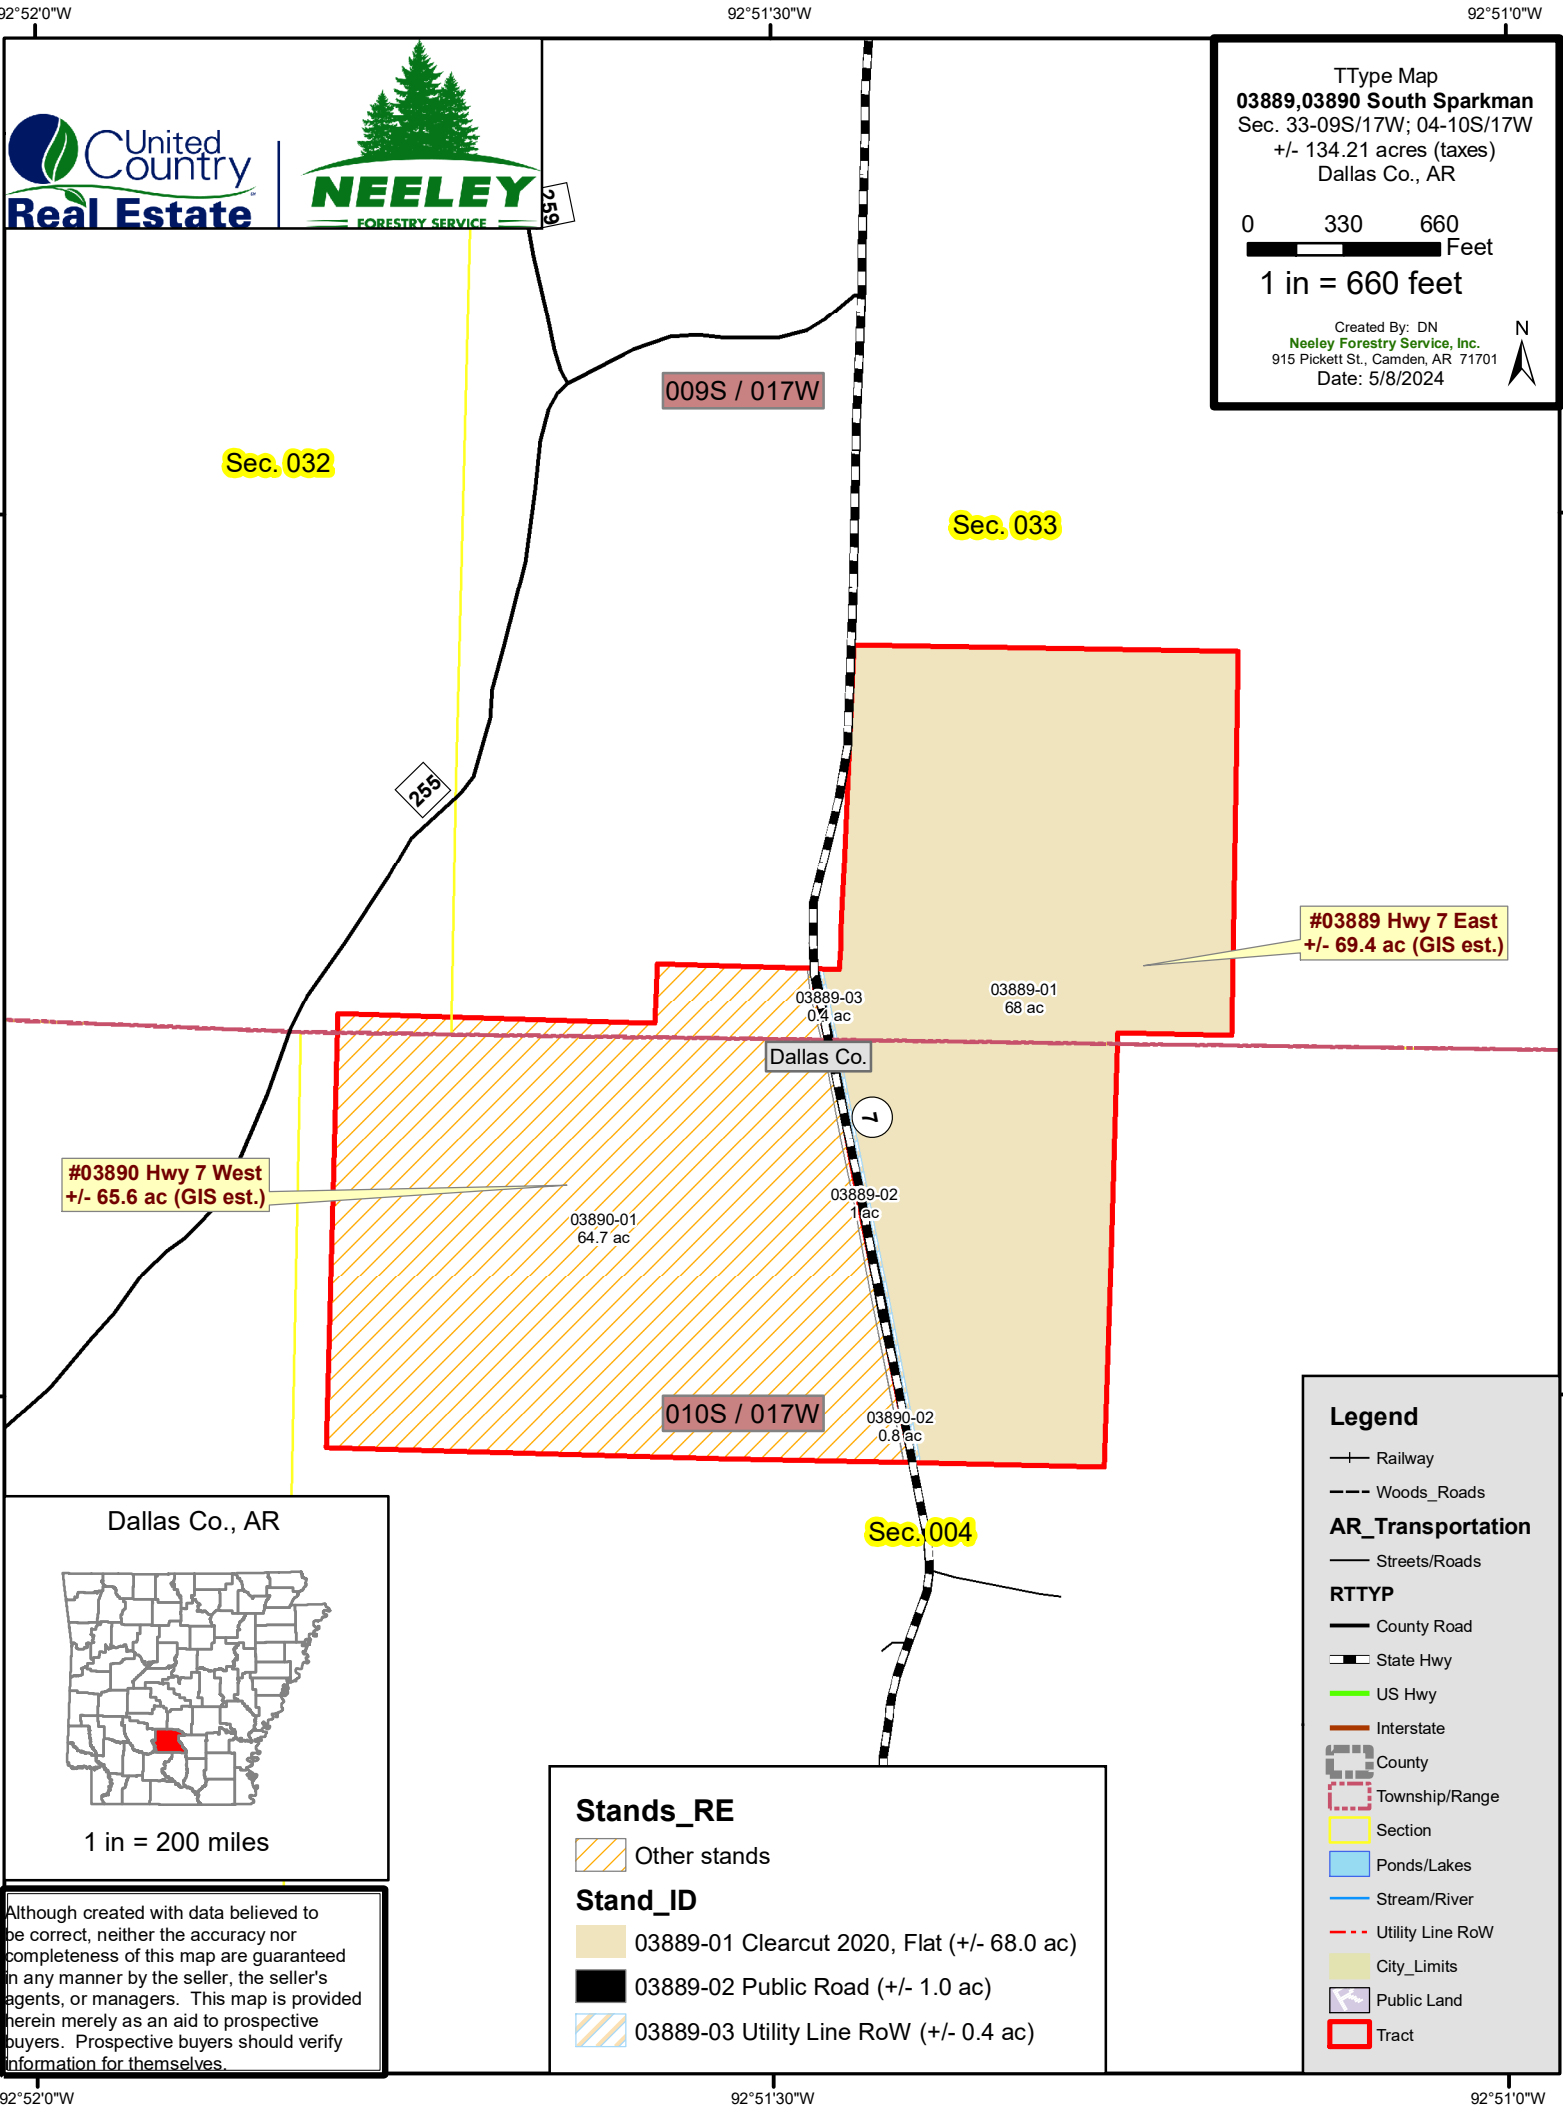 92°52'0"W
92°51'30"W
92°51'0"W
United
Country
Real Estate
NEELEY
FORESTRY SERVICE
TType Map
03889,03890 South Sparkman
Sec. 33-09S/17W; 04-10S/17W
+/- 134.21 acres (taxes)
Dallas Co., AR
0 330 660
Feet
1 in = 660 feet
Created By: DN
Neeley Forestry Service, Inc.
915 Pickett St., Camden, AR 71701
Date: 5/8/2024
N
259
009S / 017W
Sec. 032
Sec. 033
255
#03889 Hwy 7 East
+/- 69.4 ac (GIS est.)
03889-03
0.4 ac
03889-01
68 ac
Dallas Co.
7
#03890 Hwy 7 West
+/- 65.6 ac (GIS est.)
03889-02
1 ac
03890-01
64.7 ac
010S / 017W
03890-02
0.8 ac
Sec. 004
Dallas Co., AR
1 in = 200 miles
Although created with data believed to
be correct, neither the accuracy nor
completeness of this map are guaranteed
in any manner by the seller, the seller's
agents, or managers. This map is provided
herein merely as an aid to prospective
buyers. Prospective buyers should verify
information for themselves.
Stands_RE
Other stands
Stand_ID
03889-01 Clearcut 2020, Flat (+/- 68.0 ac)
03889-02 Public Road (+/- 1.0 ac)
03889-03 Utility Line RoW (+/- 0.4 ac)
Legend
Railway
Woods_Roads
AR_Transportation
Streets/Roads
RTTYP
County Road
State Hwy
US Hwy
Interstate
County
Township/Range
Section
Ponds/Lakes
Stream/River
Utility Line RoW
City_Limits
Public Land
Tract
92°52'0"W
92°51'30"W
92°51'0"W